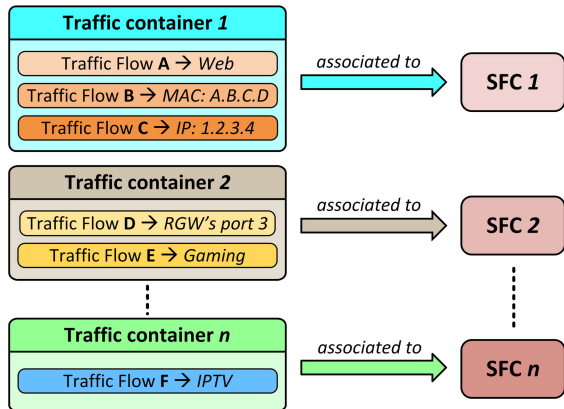 Traffic container 1
Traffic Flow A → Web
Traffic Flow B → MAC: A.B.C.D
Traffic Flow C → IP: 1.2.3.4
associated to
SFC 1
Traffic container 2
Traffic Flow D → RGW's port 3
Traffic Flow E → Gaming
associated to
SFC 2
Traffic container n
Traffic Flow F → IPTV
associated to
SFC n